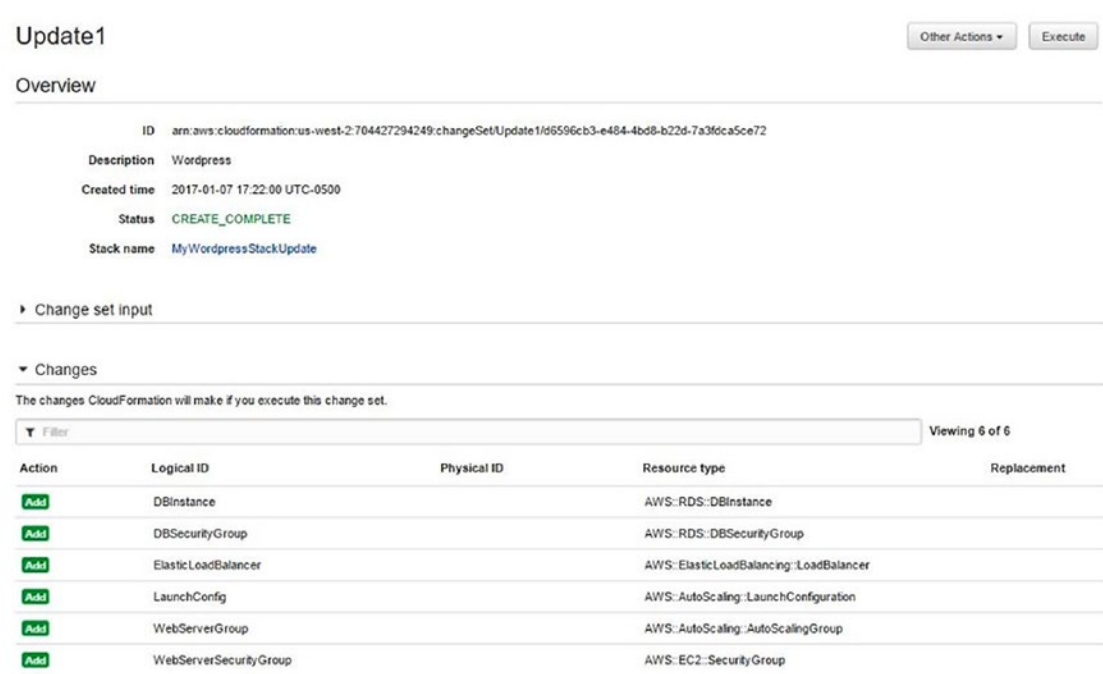 Update1
Other Actions Execute
Overview
ID arn:aws:cloudformation:us-west-2:704427294249:changeSet/Update1/d6596cb3-e484-4bd8-b22d-7a3fdca5ce72
Description Wordpress
Created time 2017-01-07 17:22:00 UTC-0500
Status CREATE_COMPLETE
Stack name MyWordpressStackUpdate
Change set input
Changes
The changes CloudFormation will make if you execute this change set.
Filter Viewing 6 of 6
Action Logical ID Physical ID Resource type Replacement
Add DBInstance AWS::RDS::DBInstance
Add DBSecurityGroup AWS::RDS::DBSecurityGroup
Add ElasticLoadBalancer AWS::ElasticLoadBalancing::LoadBalancer
Add LaunchConfig AWS::AutoScaling::LaunchConfiguration
Add WebServerGroup AWS::AutoScaling::AutoScalingGroup
Add WebServerSecurityGroup AWS::EC2::SecurityGroup